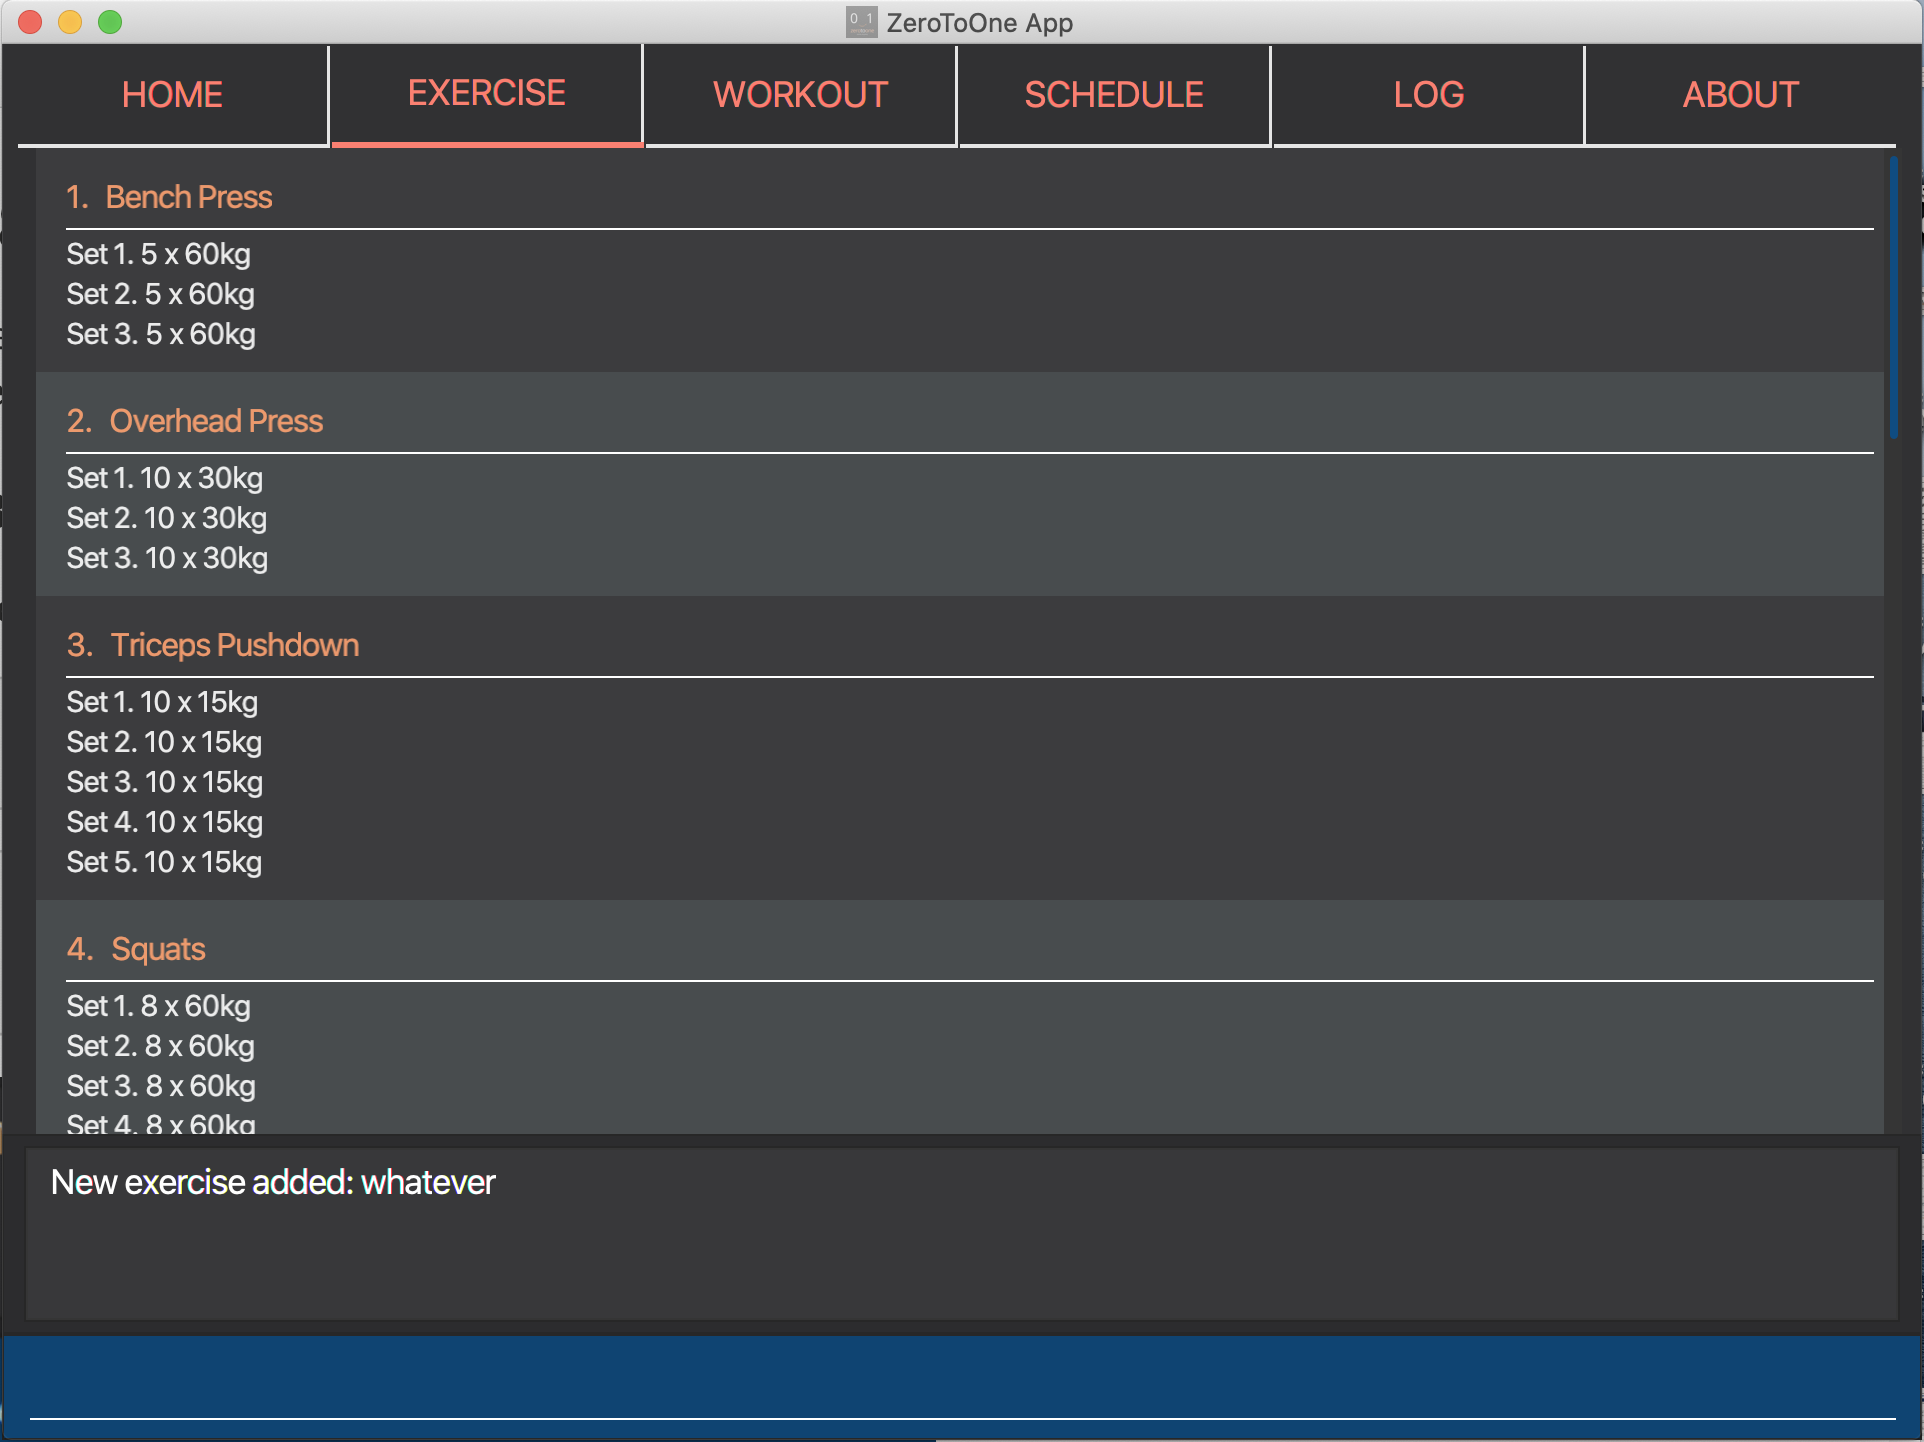 0 1
ZeroToOne App
HOME
EXERCISE
WORKOUT
SCHEDULE
LOG
ABOUT
1. Bench Press
Set 1. 5 x 60kg
Set 2. 5 x 60kg
Set 3. 5 x 60kg
2. Overhead Press
Set 1. 10 x 30kg
Set 2. 10 x 30kg
Set 3. 10 x 30kg
3. Triceps Pushdown
Set 1. 10 x 15kg
Set 2. 10 x 15kg
Set 3. 10 x 15kg
Set 4. 10 x 15kg
Set 5. 10 x 15kg
4. Squats
Set 1. 8 x 60kg
Set 2. 8 x 60kg
Set 3. 8 x 60kg
Set 4. 8 x 60kg
New exercise added: whatever